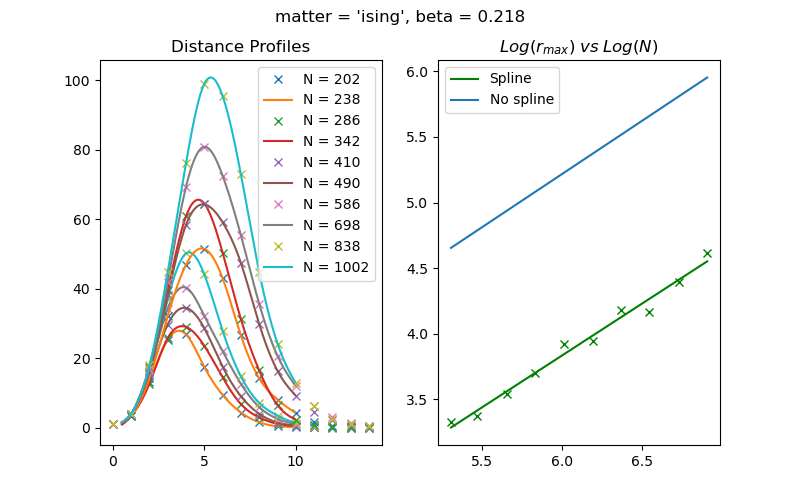 matter = 'ising', beta = 0.218
Distance Profiles
N = 202
N = 238
N = 286
N = 342
N = 410
N = 490
N = 586
N = 698
N = 838
N = 1002
100
80
60
40
20
0
0 5 10
Log(r_max) vs Log(N)
Spline
No spline
6.0
5.5
5.0
4.5
4.0
3.5
5.5 6.0 6.5